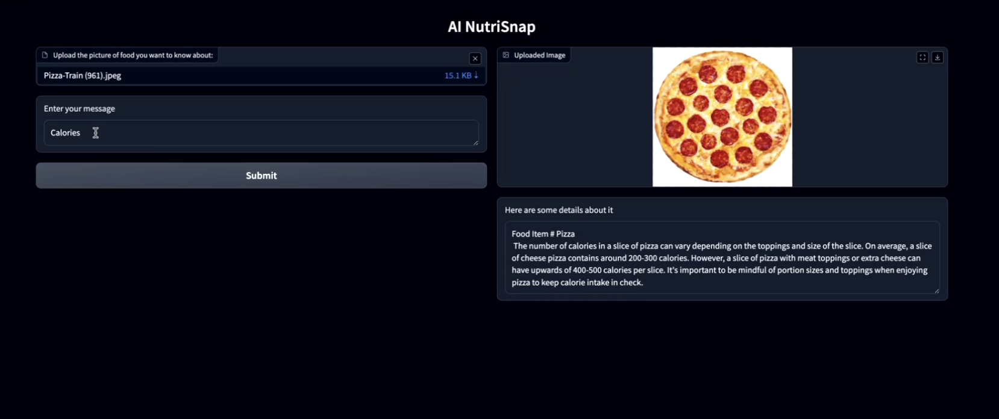 AI NutriSnap
Upload the picture of food you want to know about:
Pizza-Train (961).jpeg
15.1 KB ↓
Enter your message
Calories
Submit
Uploaded Image
Here are some details about it
Food Item # Pizza
The number of calories in a slice of pizza can vary depending on the toppings and size of the slice. On average, a slice
of cheese pizza contains around 200-300 calories. However, a slice of pizza with meat toppings or extra cheese can
have upwards of 400-500 calories per slice. It's important to be mindful of portion sizes and toppings when enjoying
pizza to keep calorie intake in check.